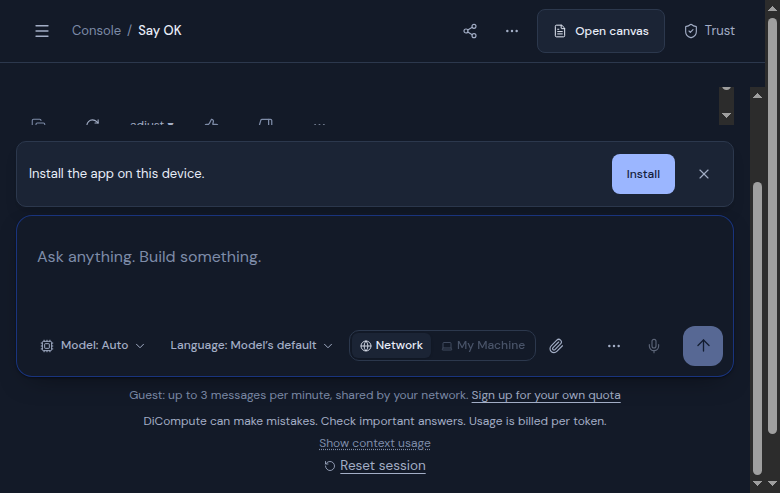 Console / Say OK
Open canvas
Trust
adjust
Install the app on this device.
Install
Ask anything. Build something.
Model: Auto
Language: Model's default
Network
My Machine
Guest: up to 3 messages per minute, shared by your network. Sign up for your own quota
DiCompute can make mistakes. Check important answers. Usage is billed per token.
Show context usage
Reset session